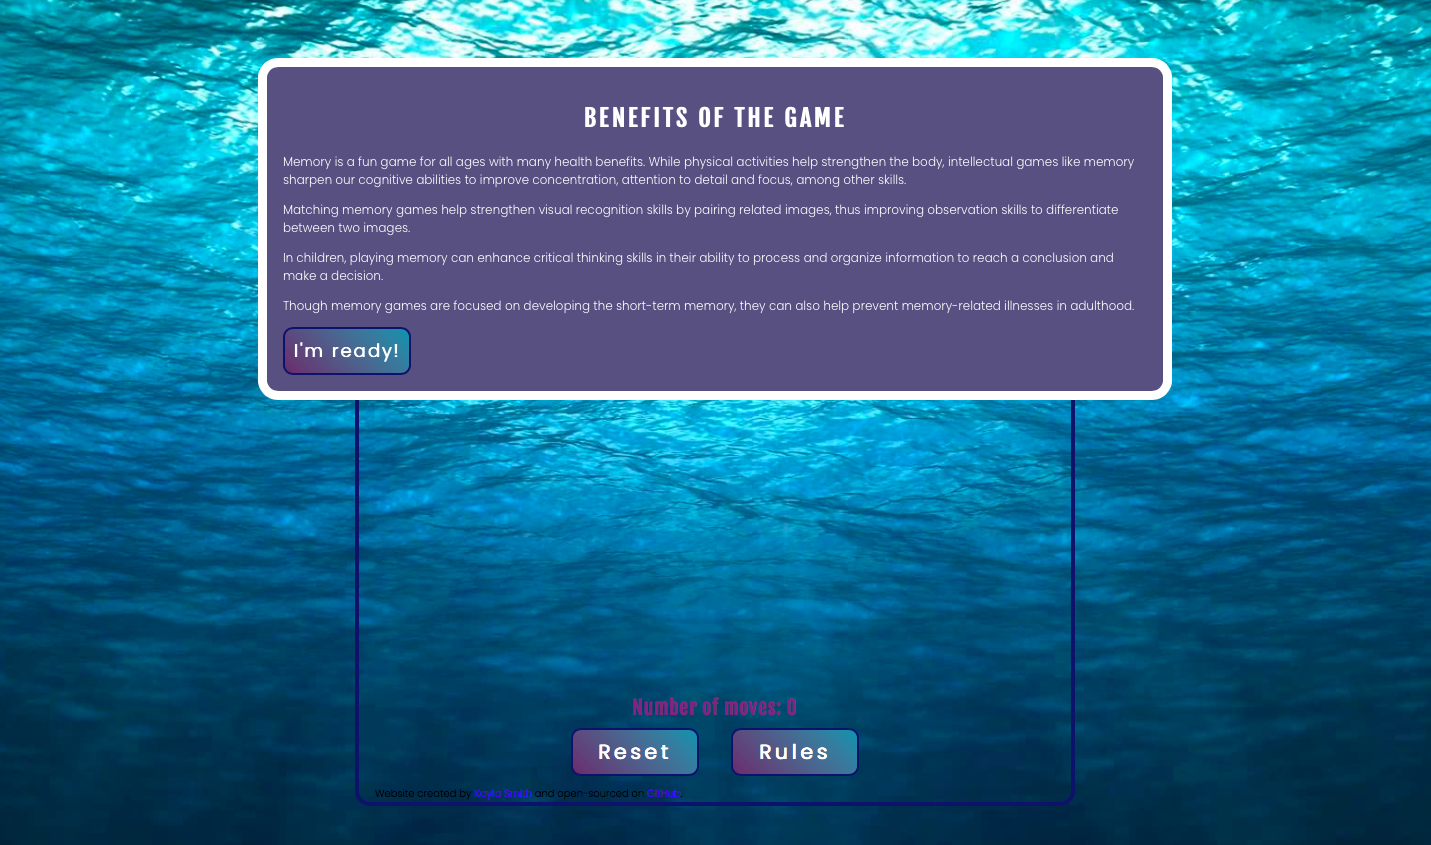 BENEFITS OF THE GAME
Memory is a fun game for all ages with many health benefits. While physical activities help strengthen the body, intellectual games like memory
sharpen our cognitive abilities to improve concentration, attention to detail and focus, among other skills.
Matching memory games help strengthen visual recognition skills by pairing related images, thus improving observation skills to differentiate
between two images.
In children, playing memory can enhance critical thinking skills in their ability to process and organize information to reach a conclusion and
make a decision.
Though memory games are focused on developing the short-term memory, they can also help prevent memory-related illnesses in adulthood.
I'm ready!
Number of moves: 0
Reset Rules
Website created by Kayla Smith and open-sourced on GitHub.